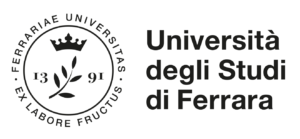 FERRARIAE UNIVERSITAS
13 91
EX LABORE FRUCTUS
Università
degli Studi
di Ferrara